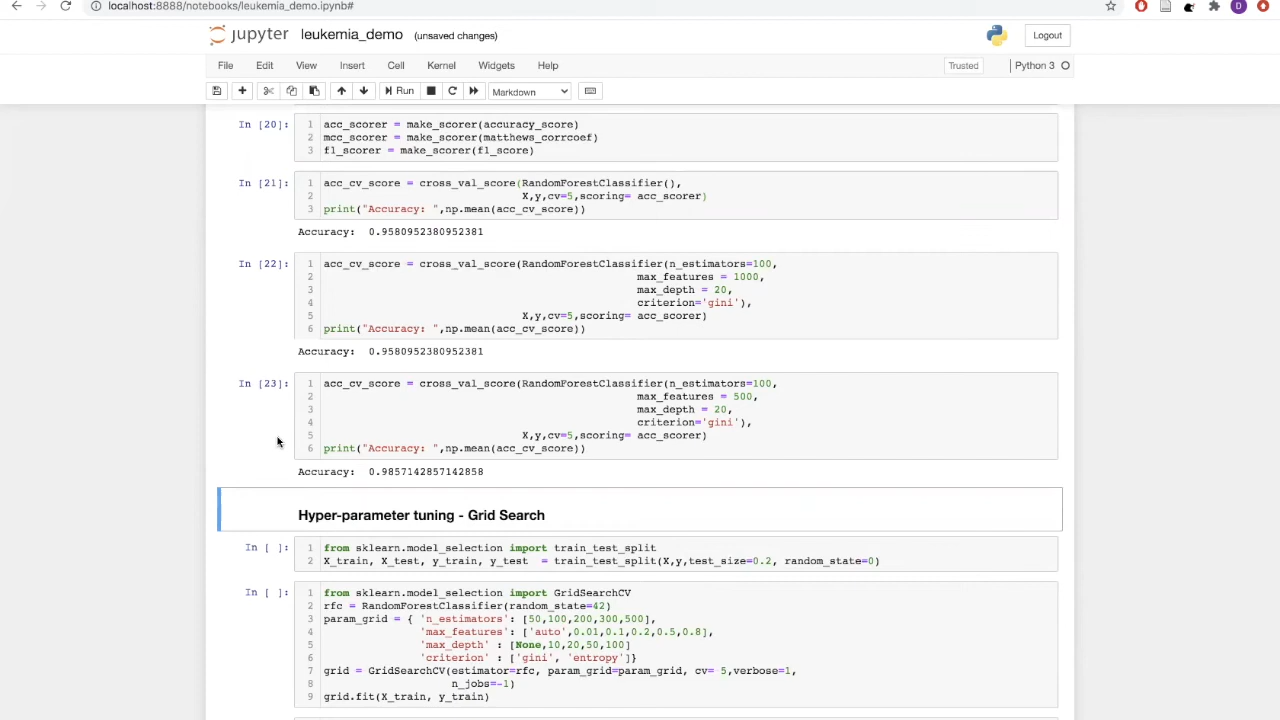 localhost:8888/notebooks/leukemia_demo.ipynb#
D
jupyter leukemia_demo (unsaved changes)
Logout
File Edit View Insert Cell Kernel Widgets Help Trusted Python 3
Run Markdown
In [20]: 1 acc_scorer = make_scorer(accuracy_score)
2 mcc_scorer = make_scorer(matthews_corrcoef)
3 f1_scorer = make_scorer(f1_score)
In [21]: 1 acc_cv_score = cross_val_score(RandomForestClassifier(),
2 X,y,cv=5,scoring= acc_scorer)
3 print("Accuracy: ",np.mean(acc_cv_score))
Accuracy: 0.9580952380952381
In [22]: 1 acc_cv_score = cross_val_score(RandomForestClassifier(n_estimators=100,
2 max_features = 1000,
3 max_depth = 20,
4 criterion='gini'),
5 X,y,cv=5,scoring= acc_scorer)
6 print("Accuracy: ",np.mean(acc_cv_score))
Accuracy: 0.9580952380952381
In [23]: 1 acc_cv_score = cross_val_score(RandomForestClassifier(n_estimators=100,
2 max_features = 500,
3 max_depth = 20,
4 criterion='gini'),
5 X,y,cv=5,scoring= acc_scorer)
6 print("Accuracy: ",np.mean(acc_cv_score))
Accuracy: 0.9857142857142858
Hyper-parameter tuning - Grid Search
In [ ]: 1 from sklearn.model_selection import train_test_split
2 X_train, X_test, y_train, y_test = train_test_split(X,y,test_size=0.2, random_state=0)
In [ ]: 1 from sklearn.model_selection import GridSearchCV
2 rfc = RandomForestClassifier(random_state=42)
3 param_grid = { 'n_estimators': [50,100,200,300,500],
4 'max_features': ['auto',0.01,0.1,0.2,0.5,0.8],
5 'max_depth' : [None,10,20,50,100]
6 'criterion' : ['gini', 'entropy']}
7 grid = GridSearchCV(estimator=rfc, param_grid=param_grid, cv= 5,verbose=1,
8 n_jobs=-1)
9 grid.fit(X_train, y_train)